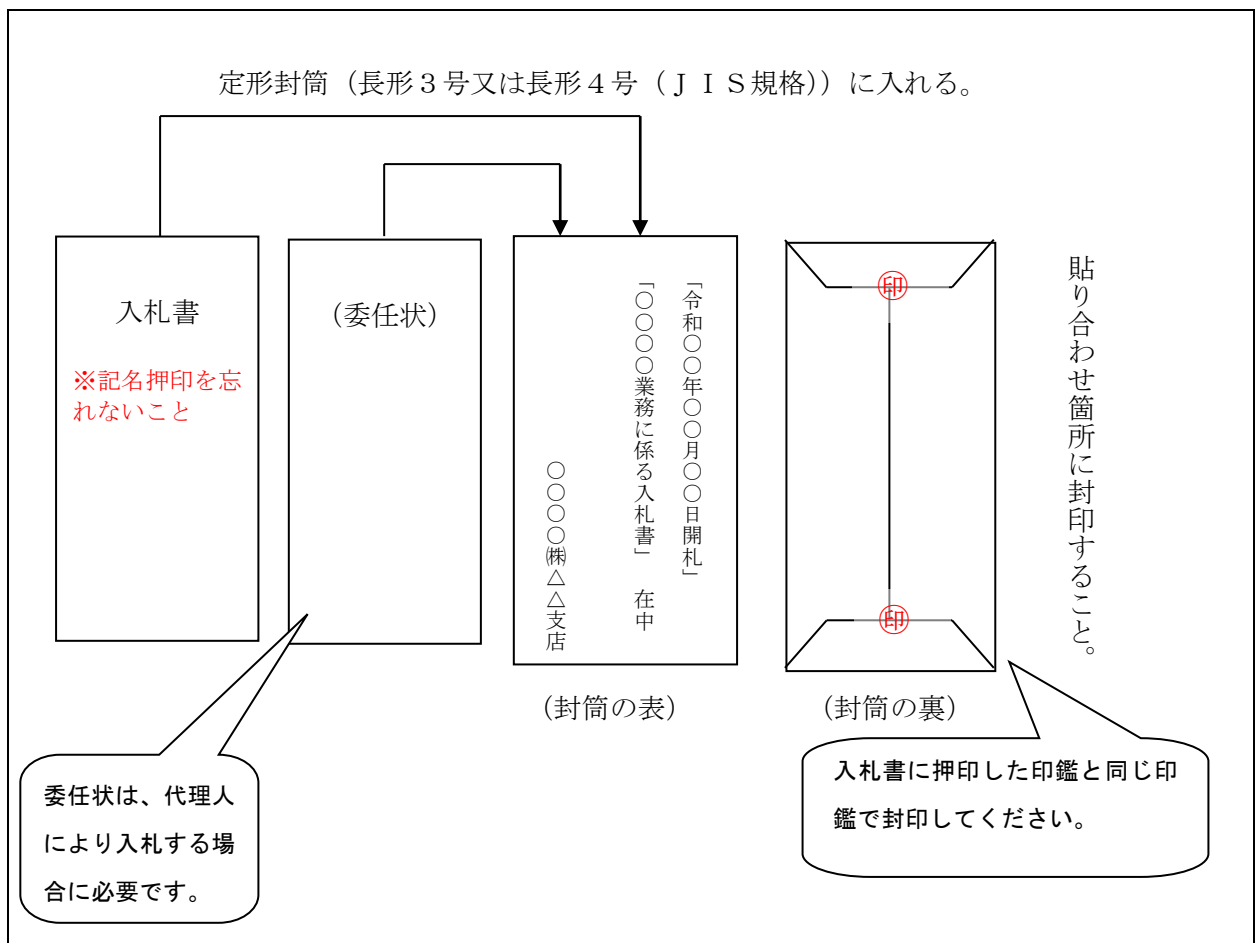 定形封筒（長形３号又は長形４号（ＪＩＳ規格））に入れる。
入札書
※記名押印を忘
れないこと
（委任状）
「令和〇〇年〇〇月〇〇日開札」
「〇〇〇〇業務に係る入札書」　在中
〇〇〇〇㈱△△支店
（封筒の表）
印
印
（封筒の裏）
貼り合わせ箇所に封印すること。
委任状は、代理人
により入札する場
合に必要です。
入札書に押印した印鑑と同じ印
鑑で封印してください。